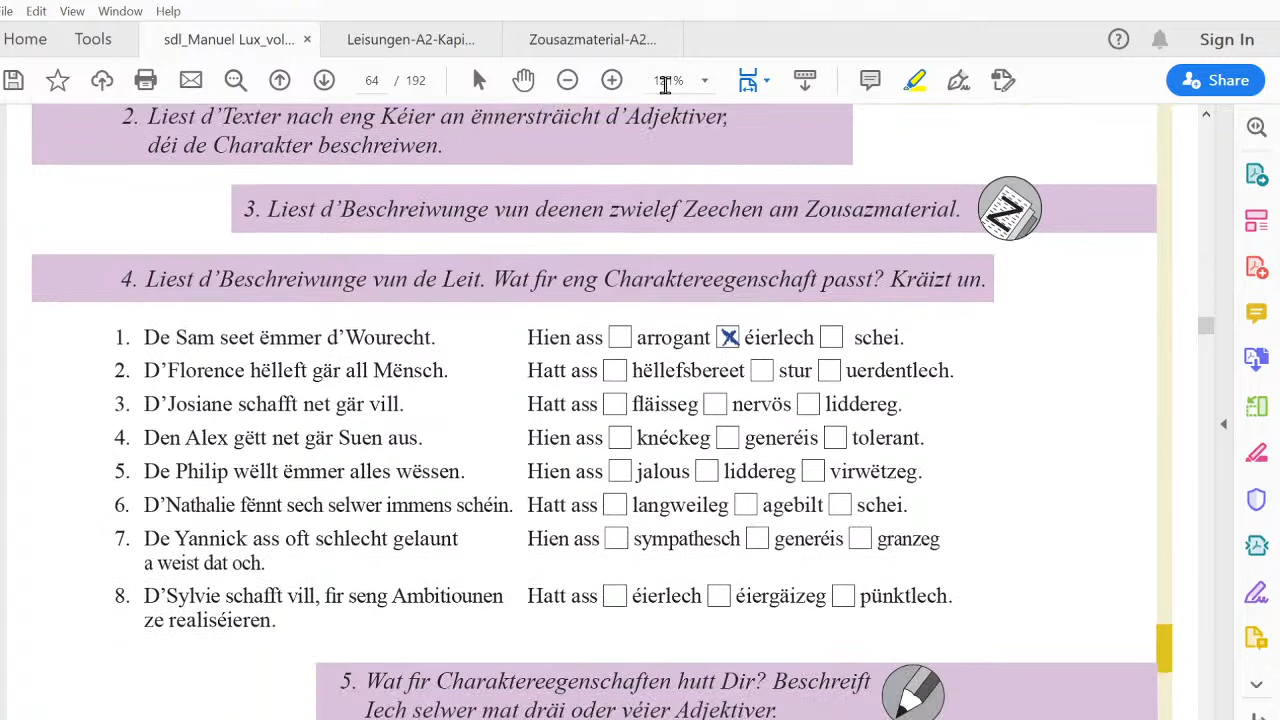 File Edit View Window Help
Home Tools sdl_Manuel Lux_vol... × Leisungen-A2-Kapi... Zousazmaterial-A2... ? Sign In
64 / 192 Share
2. Liest d'Texter nach eng Kéier an ënnersträicht d'Adjektiver,
déi de Charakter beschreiwen.
3. Liest d'Beschreiwunge vun deenen zwielef Zeechen am Zousazmaterial. Z
4. Liest d'Beschreiwunge vun de Leit. Wat fir eng Charaktereegenschaft passt? Kräizt un.
1. De Sam seet ëmmer d'Wourecht. Hien ass arrogant éierlech schei.
2. D'Florence hëlleft gär all Mënsch. Hatt ass hëllefsbereet stur uerdentlech.
3. D'Josiane schafft net gär vill. Hatt ass fläisseg nervös liddereg.
4. Den Alex gëtt net gär Suen aus. Hien ass knéckeg generéis tolerant.
5. De Philip wëllt ëmmer alles wëssen. Hien ass jalous liddereg virwëtzeg.
6. D'Nathalie fënnt sech selwer immens schéin. Hatt ass langweileg agebilt schei.
7. De Yannick ass oft schlecht gelaunt Hien ass sympathesch generéis granzeg
a weist dat och.
8. D'Sylvie schafft vill, fir seng Ambitiounen Hatt ass éierlech éiergäizeg pünktlech.
ze realiséieren.
5. Wat fir Charaktereegenschaften hutt Dir? Beschreift
Iech selwer mat dräi oder véier Adjektiver.